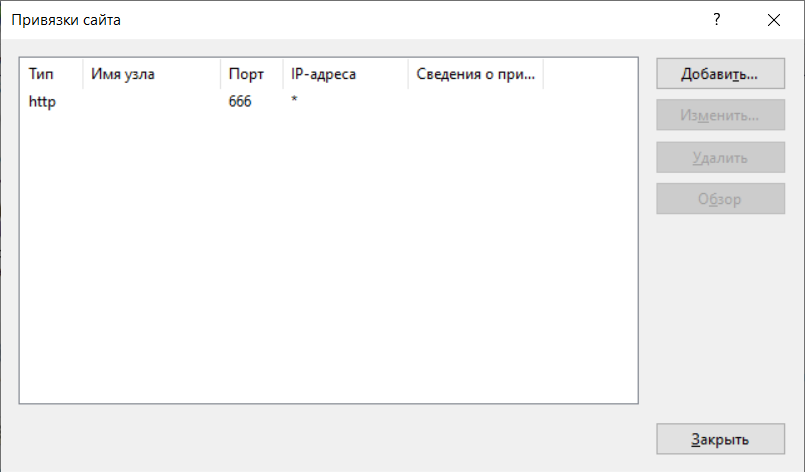 Привязки сайта ?
Тип Имя узла Порт IP-адреса Сведения о при...
http 666 *
Добавить...
Изменить...
Удалить
Обзор
Закрыть